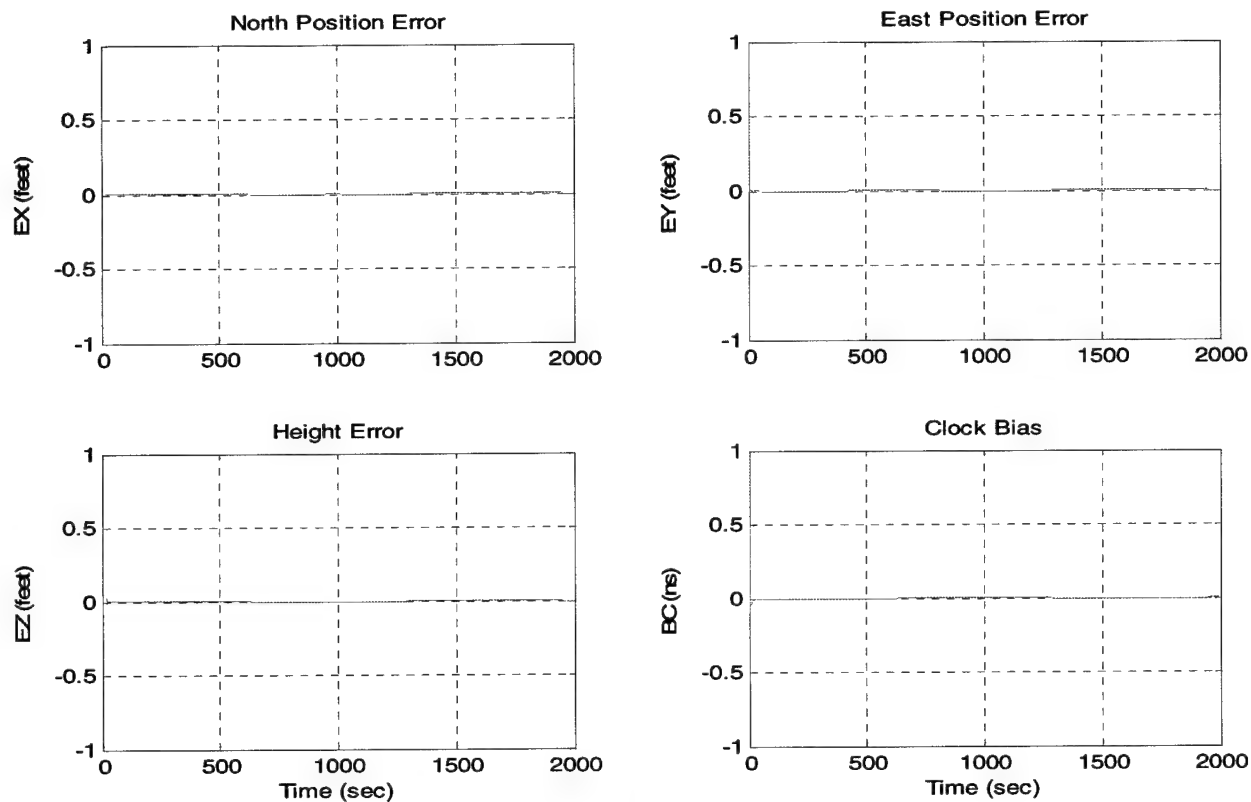 North Position Error
1
0.5
0
-0.5
-1
EX (feet)
0 500 1000 1500 2000
East Position Error
1
0.5
0
-0.5
-1
EY (feet)
0 500 1000 1500 2000
Height Error
1
0.5
0
-0.5
-1
EZ (feet)
0 500 1000 1500 2000
Time (sec)
Clock Bias
1
0.5
0
-0.5
-1
BC (ns)
0 500 1000 1500 2000
Time (sec)